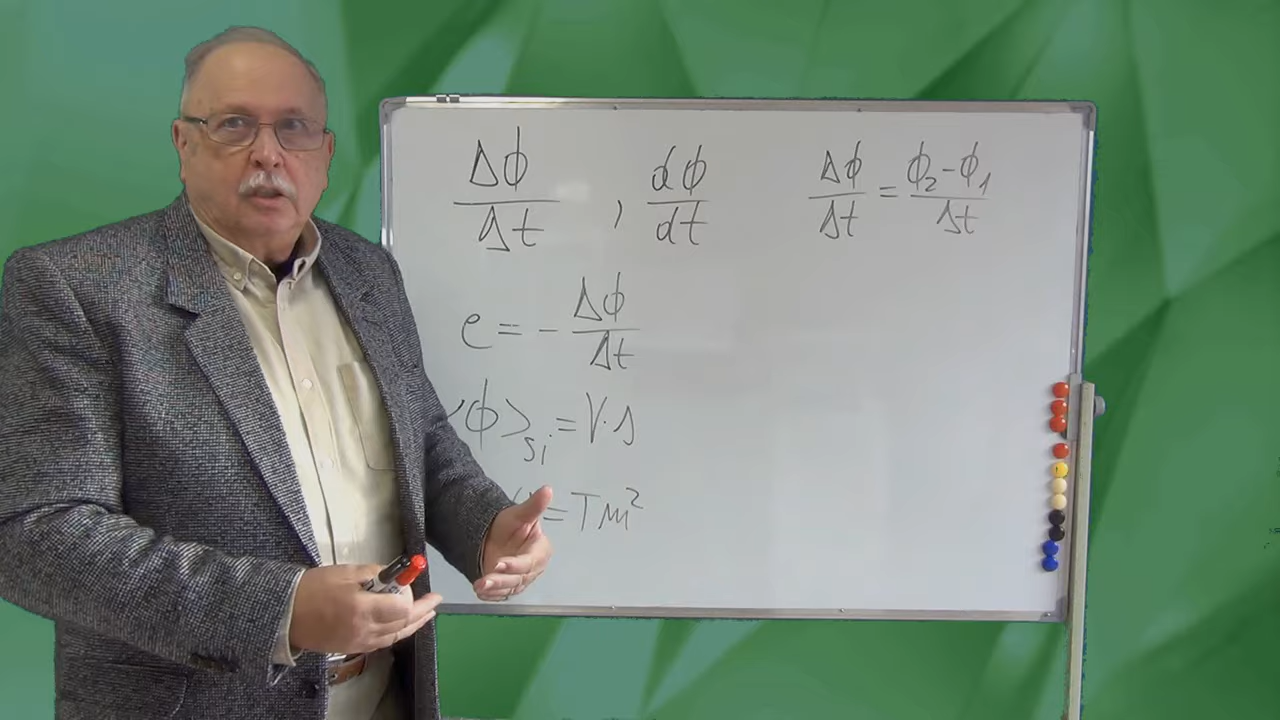 Δϕ/Δt , dϕ/dt Δϕ/Δt = ϕ₂-ϕ₁/Δt
e = - Δϕ/Δt
ϕ>si = V·s
= Tm²